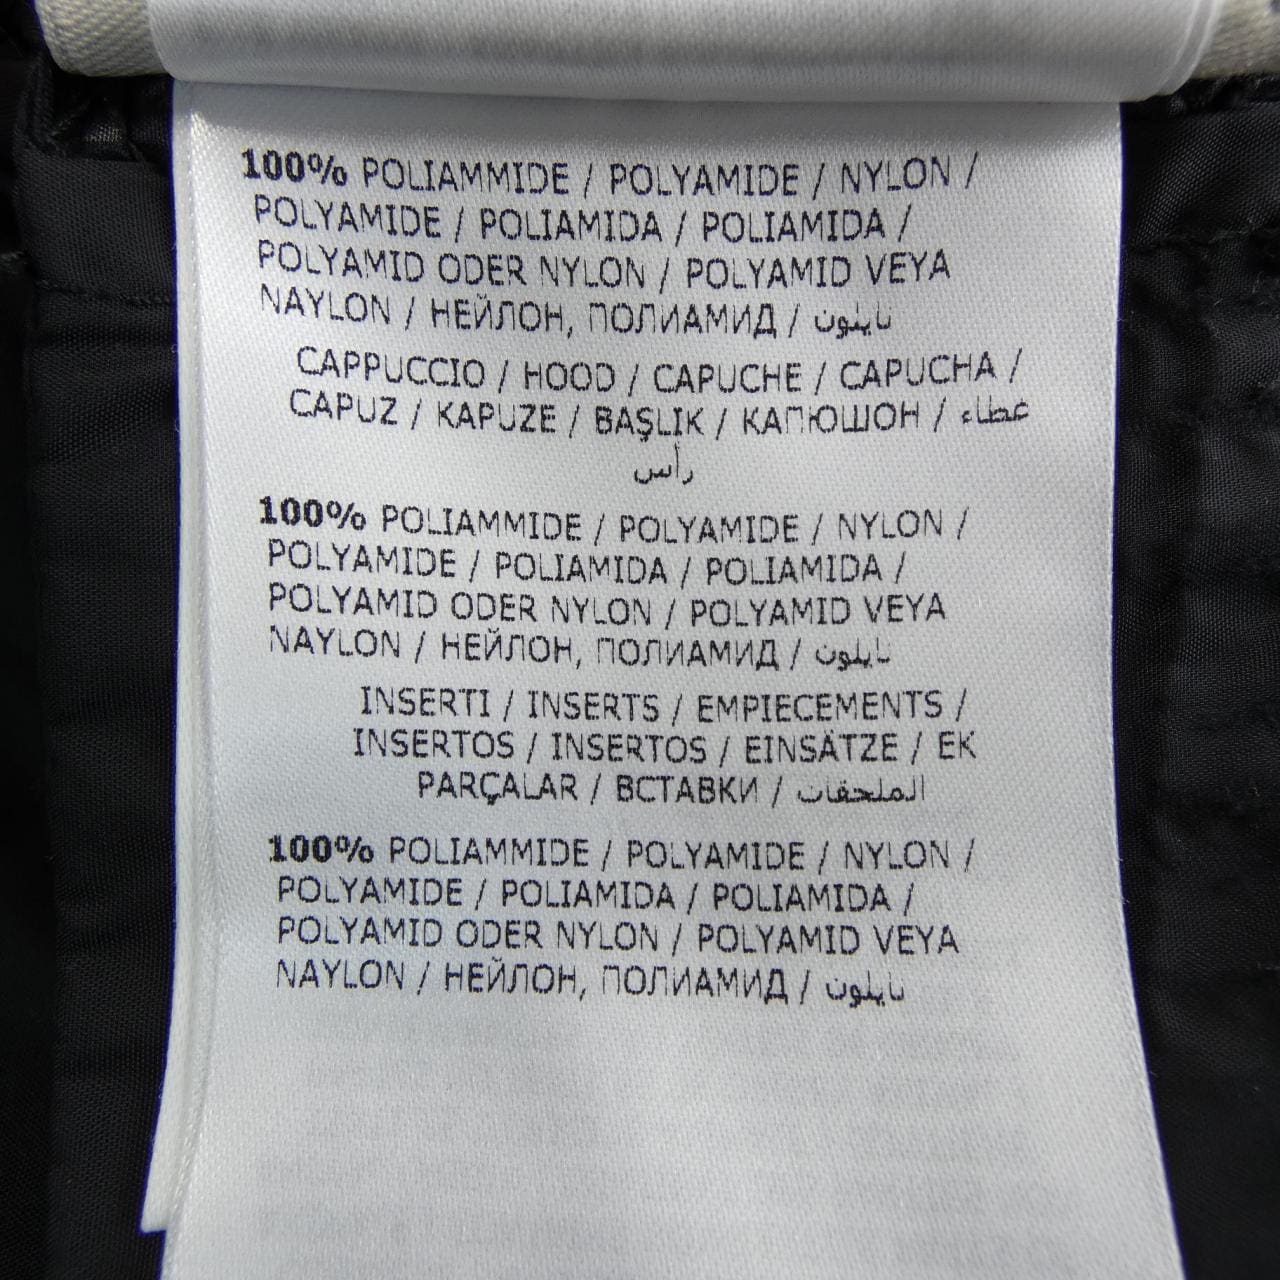 100% POLIAMMIDE / POLYAMIDE / NYLON /
POLYAMIDE / POLIAMIDA / POLIAMIDA /
POLYAMID ODER NYLON / POLYAMID VEYA
NAYLON / НЕЙЛОН, ПОЛИАМИД / نايلون
CAPPUCCIO / HOOD / CAPUCHE / CAPUCHA /
CAPUZ / KAPUZE / BAŞLIK / КАПЮШОН / غطاء
رأس
100% POLIAMMIDE / POLYAMIDE / NYLON /
POLYAMIDE / POLIAMIDA / POLIAMIDA /
POLYAMID ODER NYLON / POLYAMID VEYA
NAYLON / НЕЙЛОН, ПОЛИАМИД / نايلون
INSERTI / INSERTS / EMPIECEMENTS /
INSERTOS / INSERTOS / EINSÄTZE / EK
PARÇALAR / ВСТАВКИ / الملحقات
100% POLIAMMIDE / POLYAMIDE / NYLON /
POLYAMIDE / POLIAMIDA / POLIAMIDA /
POLYAMID ODER NYLON / POLYAMID VEYA
NAYLON / НЕЙЛОН, ПОЛИАМИД / نايلون